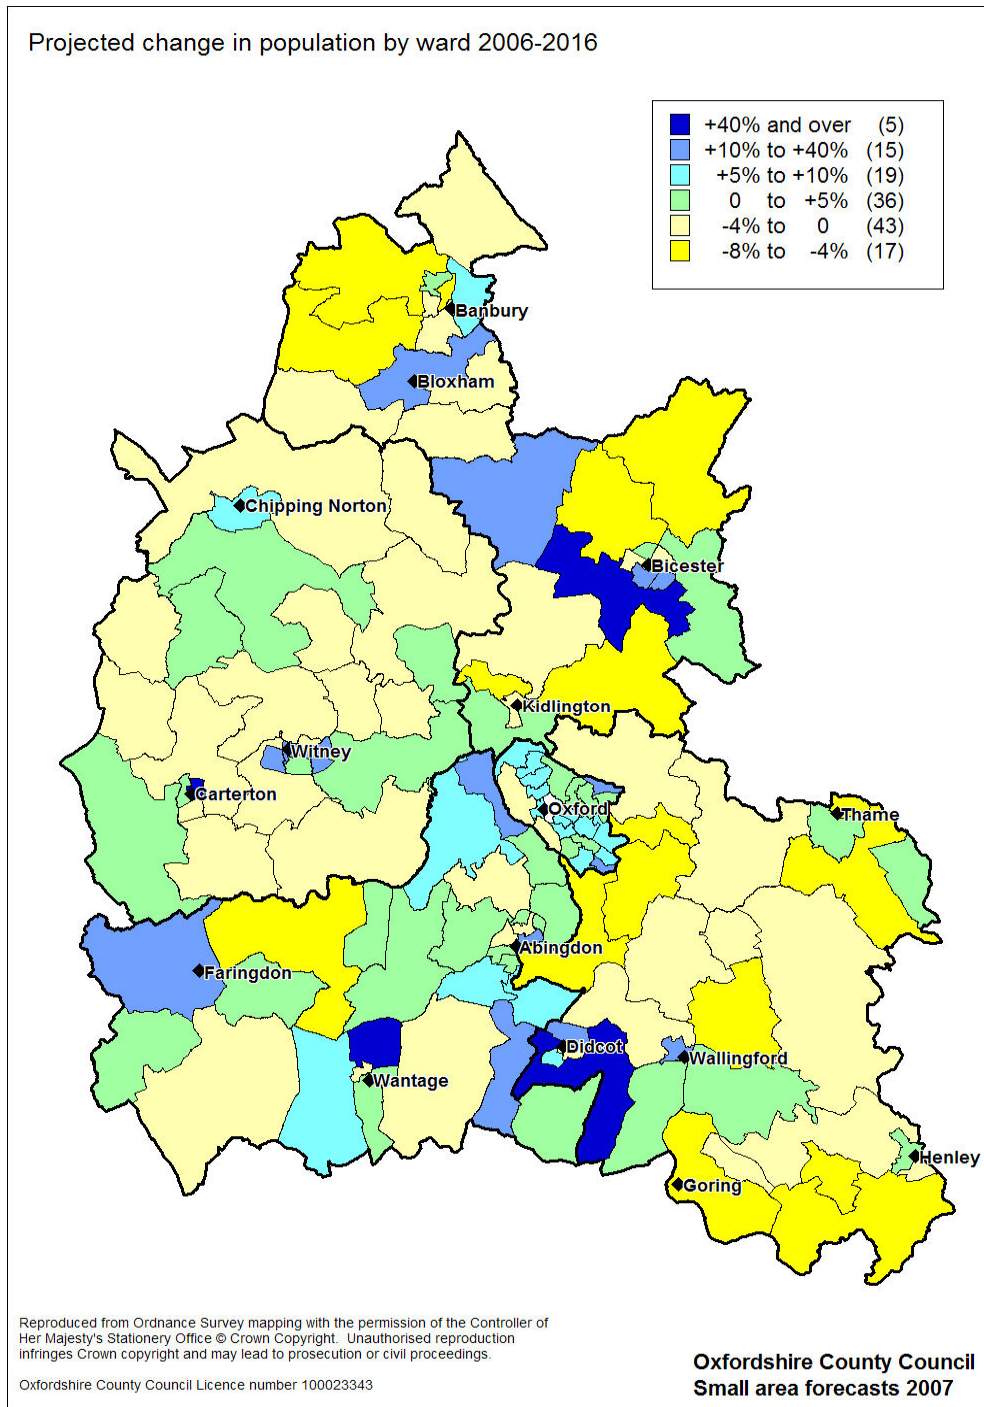 Projected change in population by ward 2006-2016
+40% and over (5)
+10% to +40% (15)
+5% to +10% (19)
0 to +5% (36)
-4% to 0 (43)
-8% to -4% (17)
Banbury
Bloxham
Chipping Norton
Bicester
Kidlington
Witney
Carterton
Oxford
Thame
Abingdon
Faringdon
Didcot
Wallingford
Wantage
Henley
Goring
Reproduced from Ordnance Survey mapping with the permission of the Controller of
Her Majesty's Stationery Office © Crown Copyright. Unauthorised reproduction
infringes Crown copyright and may lead to prosecution or civil proceedings.
Oxfordshire County Council Licence number 100023343
Oxfordshire County Council
Small area forecasts 2007